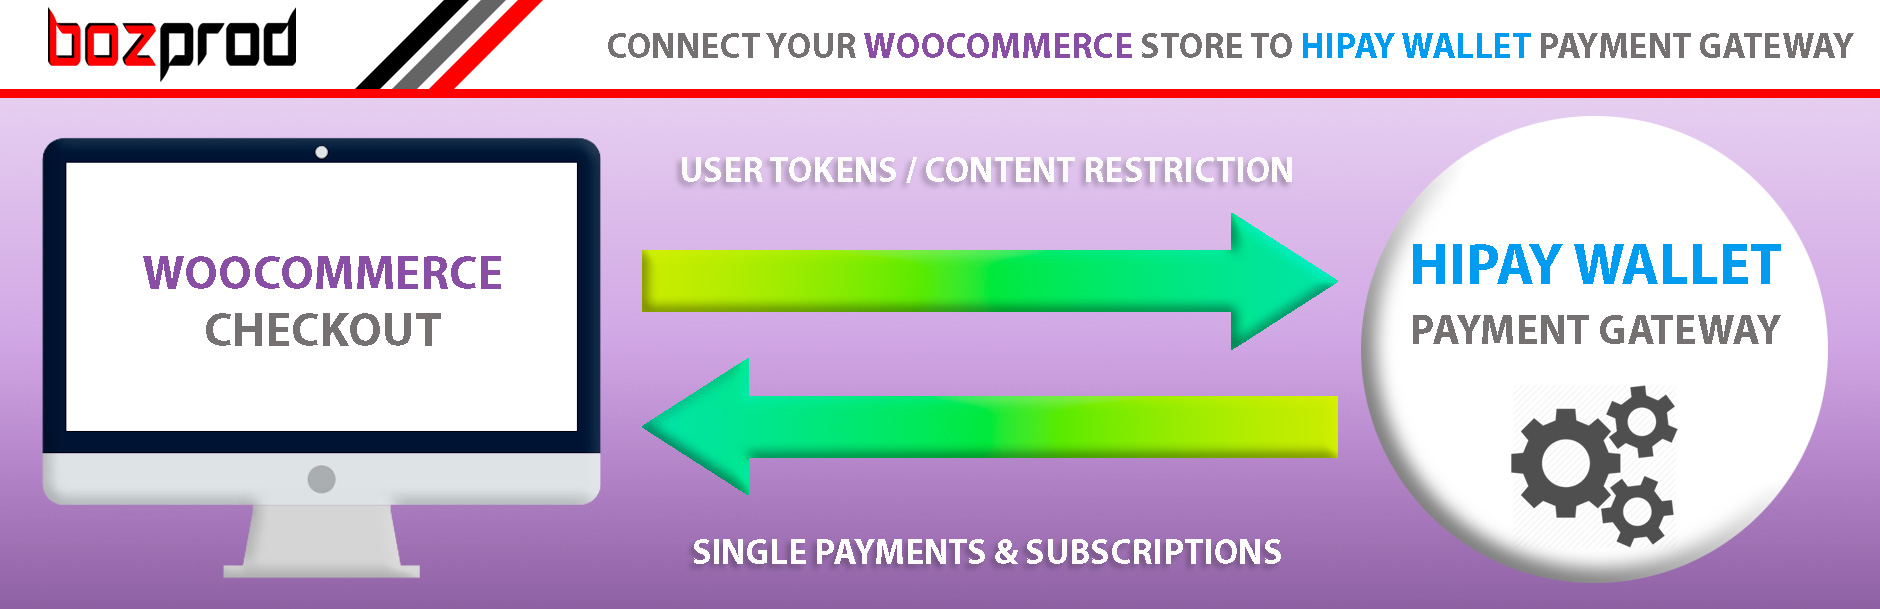 bozprod
CONNECT YOUR WOOCOMMERCE STORE TO HIPAY WALLET PAYMENT GATEWAY
USER TOKENS / CONTENT RESTRICTION
WOOCOMMERCE
CHECKOUT
HIPAY WALLET
PAYMENT GATEWAY
SINGLE PAYMENTS & SUBSCRIPTIONS